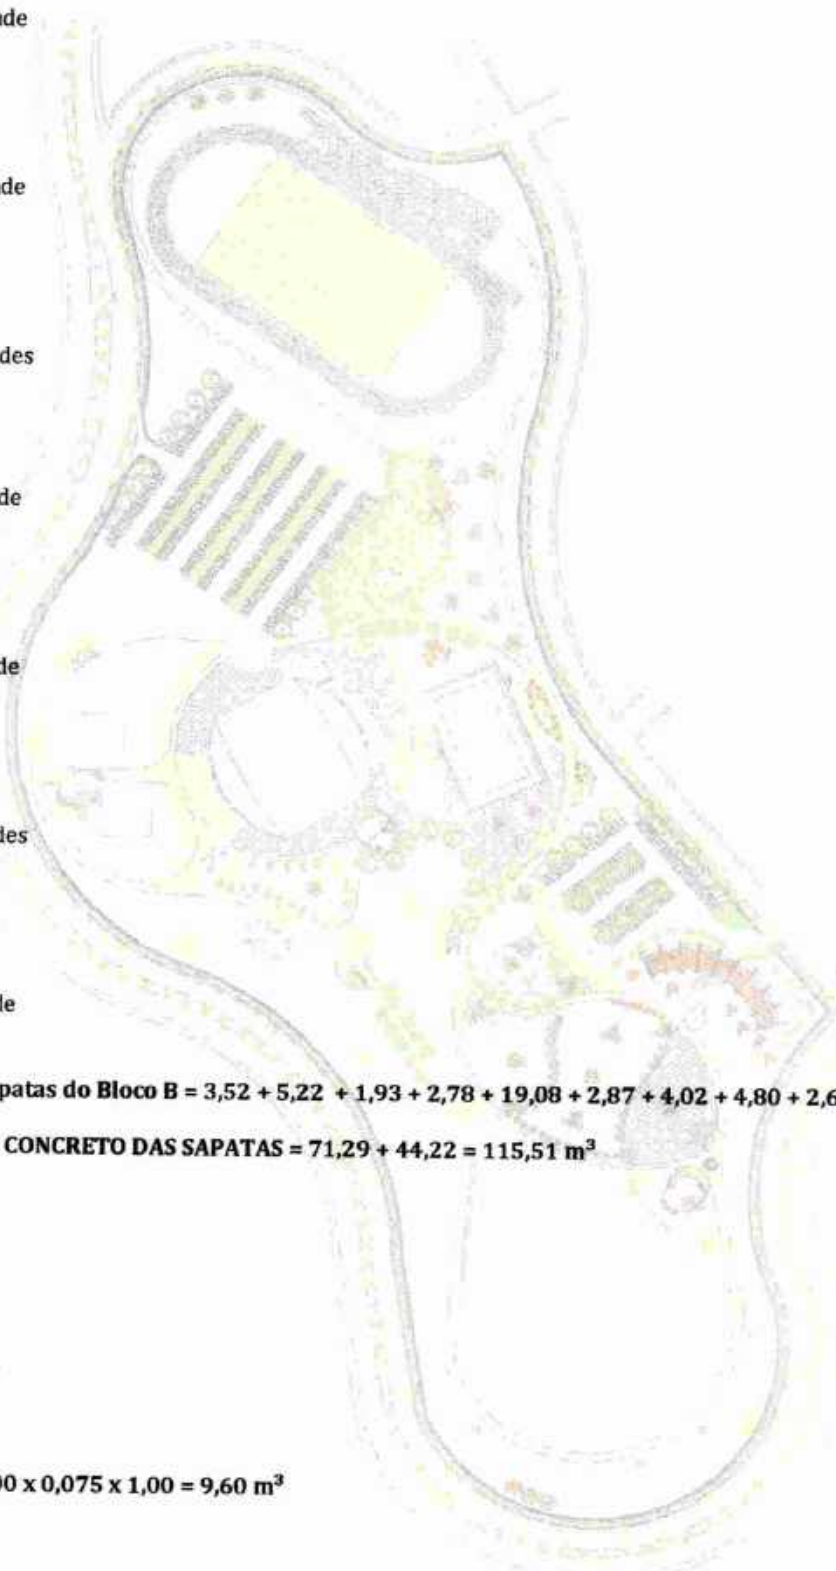 de
de
des
de
de
des
de
patas do Bloco B = 3,52 + 5,22 + 1,93 + 2,78 + 19,08 + 2,87 + 4,02 + 4,80 + 2,6
CONCRETO DAS SAPATAS = 71,29 + 44,22 = 115,51 m³
00 x 0,075 x 1,00 = 9,60 m³